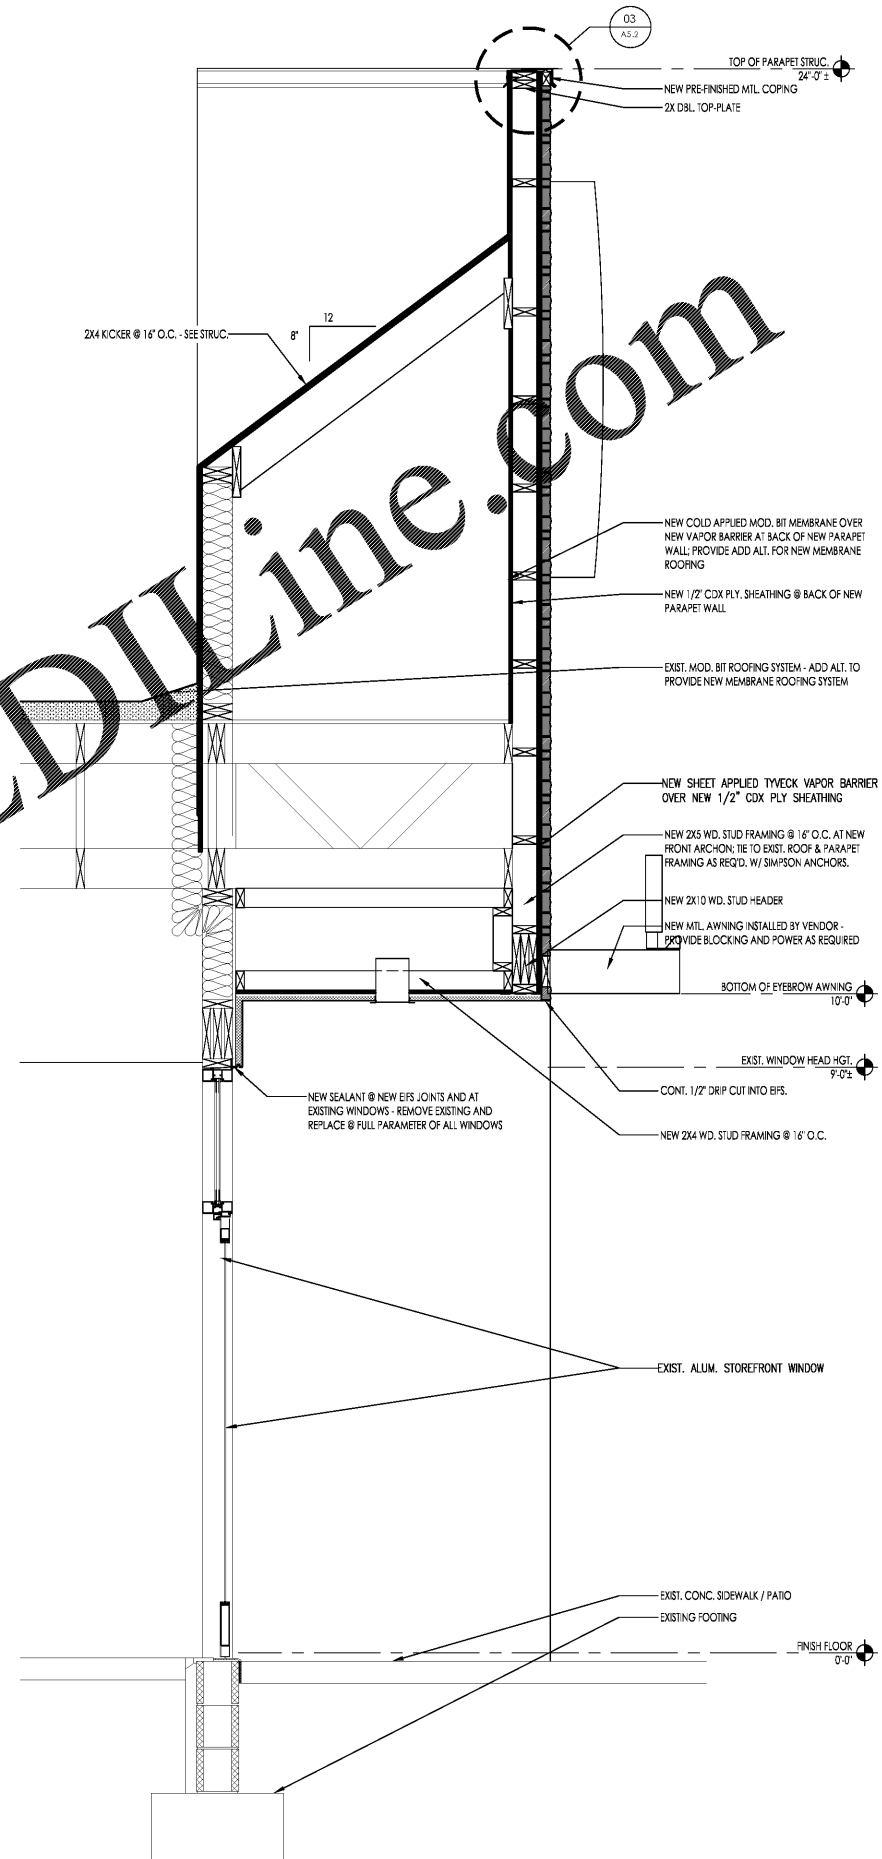 03
A5.2
TOP OF PARAPET STRUC.
24'-0" ±
NEW PRE-FINISHED MTL. COPING
2X DBL. TOP-PLATE
12
8"
2X4 KICKER @ 16" O.C. - SEE STRUC.
NEW COLD APPLIED MOD. BIT MEMBRANE OVER
NEW VAPOR BARRIER AT BACK OF NEW PARAPET
WALL; PROVIDE ADD ALT. FOR NEW MEMBRANE
ROOFING
NEW 1/2" CDX PLY. SHEATHING @ BACK OF NEW
PARAPET WALL
DILine.com
EXIST. MOD. BIT ROOFING SYSTEM - ADD ALT. TO
PROVIDE NEW MEMBRANE ROOFING SYSTEM
NEW SHEET APPLIED TYVECK VAPOR BARRIER
OVER NEW 1/2" CDX PLY SHEATHING
NEW 2X6 WD. STUD FRAMING @ 16" O.C. AT NEW
FRONT ARCHON; TIE TO EXIST. ROOF & PARAPET
FRAMING AS REQ'D. W/ SIMPSON ANCHORS.
NEW 2X10 WD. STUD HEADER
NEW MTL. AWNING INSTALLED BY VENDOR -
PROVIDE BLOCKING AND POWER AS REQUIRED
BOTTOM OF EYEBROW AWNING
10'-0"
EXIST. WINDOW HEAD HGT.
9'-0"±
CONT. 1/2" DRIP CUT INTO EIFS.
NEW SEALANT @ NEW EIFS JOINTS AND AT
EXISTING WINDOWS - REMOVE EXISTING AND
REPLACE @ FULL PARAMETER OF ALL WINDOWS
NEW 2X4 WD. STUD FRAMING @ 16" O.C.
EXIST. ALUM. STOREFRONT WINDOW
EXIST. CONC. SIDEWALK / PATIO
EXISTING FOOTING
FINISH FLOOR
0'-0"